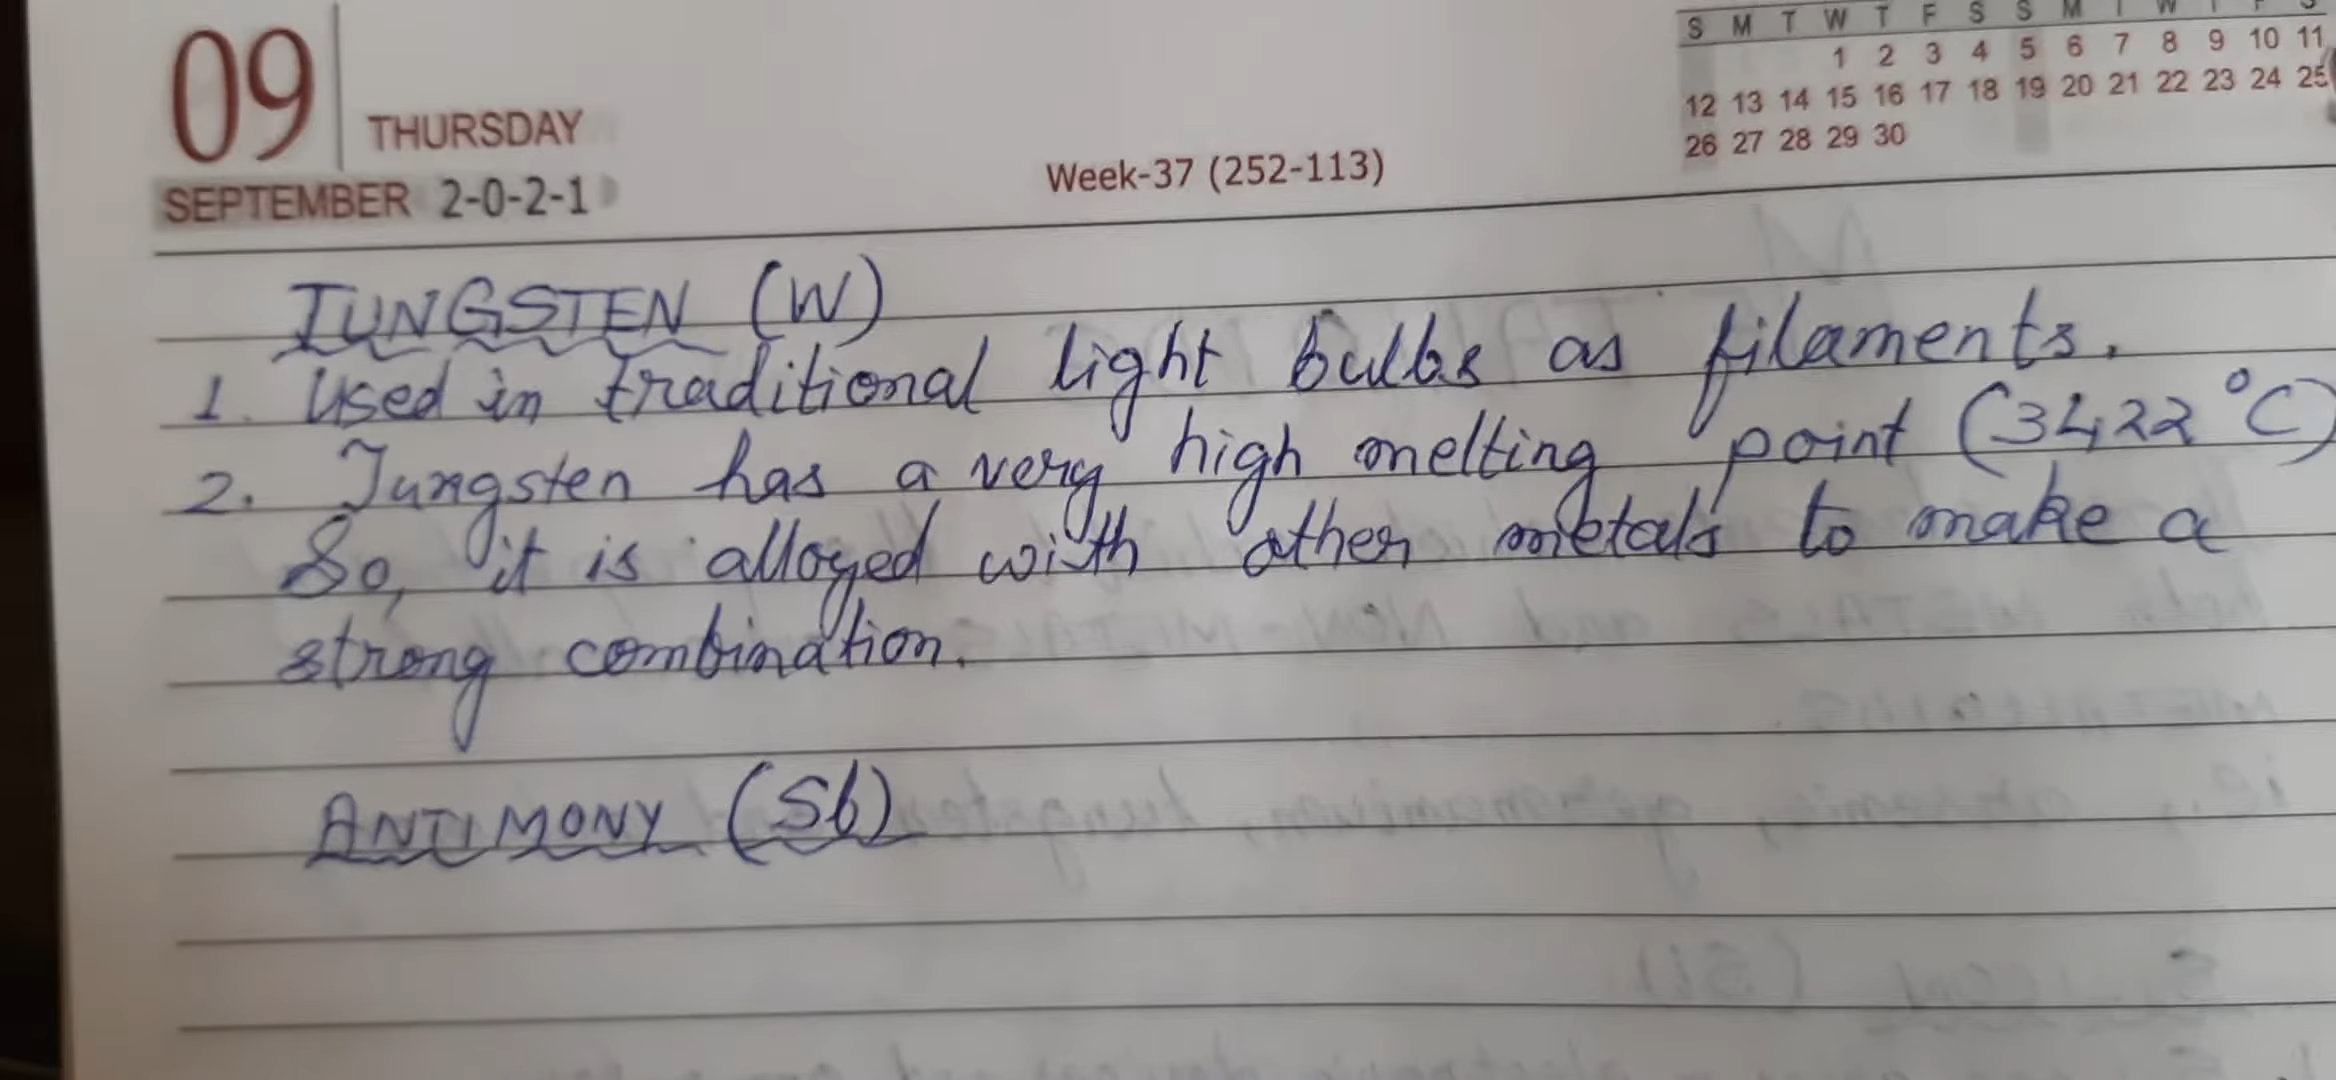 09 THURSDAY
SEPTEMBER 2-0-2-1
Week-37 (252-113)
S M T W T F S S M T W T F S
1 2 3 4 5 6 7 8 9 10 11
12 13 14 15 16 17 18 19 20 21 22 23 24 25
26 27 28 29 30
TUNGSTEN (W)
1. Used in traditional light bulbs as filaments.
2. Tungsten has a very high melting point (3422 °C)
So, it is alloyed with other metals to make a
strong combination.
ANTIMONY (Sb)